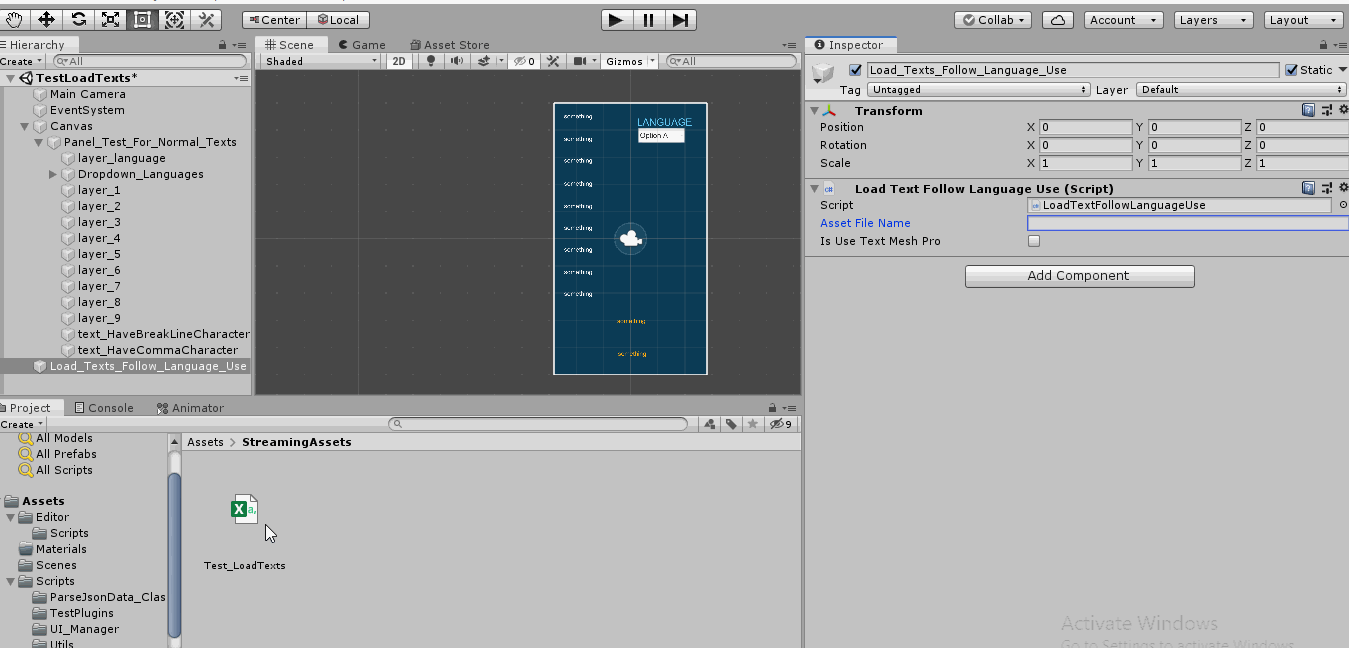 Center Local Collab Account Layers Layout
Hierarchy
Create All
TestLoadTexts*
Main Camera
EventSystem
Canvas
Panel_Test_For_Normal_Texts
layer_language
Dropdown_Languages
layer_1
layer_2
layer_3
layer_4
layer_5
layer_6
layer_7
layer_8
layer_9
text_HaveBreakLineCharacter
text_HaveCommaCharacter
Load_Texts_Follow_Language_Use
Scene Game Asset Store
Shaded 2D 0 Gizmos All
LANGUAGE
Option A
something
something
something
something
something
something
something
something
something
something
something
Inspector
Load_Texts_Follow_Language_Use Static
Tag Untagged Layer Default
Transform
Position X 0 Y 0 Z 0
Rotation X 0 Y 0 Z 0
Scale X 1 Y 1 Z 1
Load Text Follow Language Use (Script)
Script LoadTextFollowLanguageUse
Asset File Name
Is Use Text Mesh Pro
Add Component
Project Console Animator
Create 9
All Models
All Prefabs
All Scripts
Assets
Editor
Scripts
Materials
Scenes
Scripts
ParseJsonData_Clas
TestPlugins
UI_Manager
Utils
Assets > StreamingAssets
X a,
Test_LoadTexts
Activate Windows
Go to Settings to activate Windows.